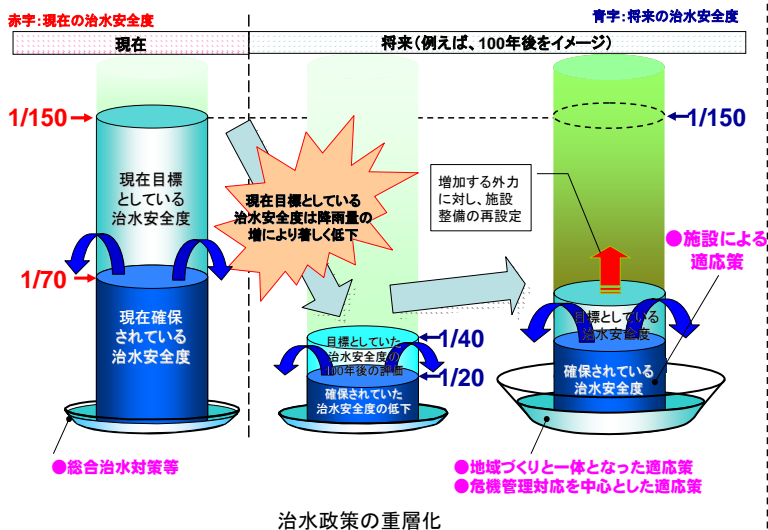 赤字：現在の治水安全度
青字：将来の治水安全度
現在
将来（例えば、100年後をイメージ）
1/150
1/150
現在目標
としている
治水安全度
現在目標としている
治水安全度は降雨量の
増により著しく低下
増加する外力
に対し、施設
整備の再設定
●施設による
適応策
1/70
現在確保
されている
治水安全度
目標としていた
治水安全度の
100年後の評価
1/40
1/20
確保されていた
治水安全度の低下
目標としている
治水安全度
確保されている
治水安全度
●総合治水対策等
●地域づくりと一体となった適応策
●危機管理対応を中心とした適応策
治水政策の重層化